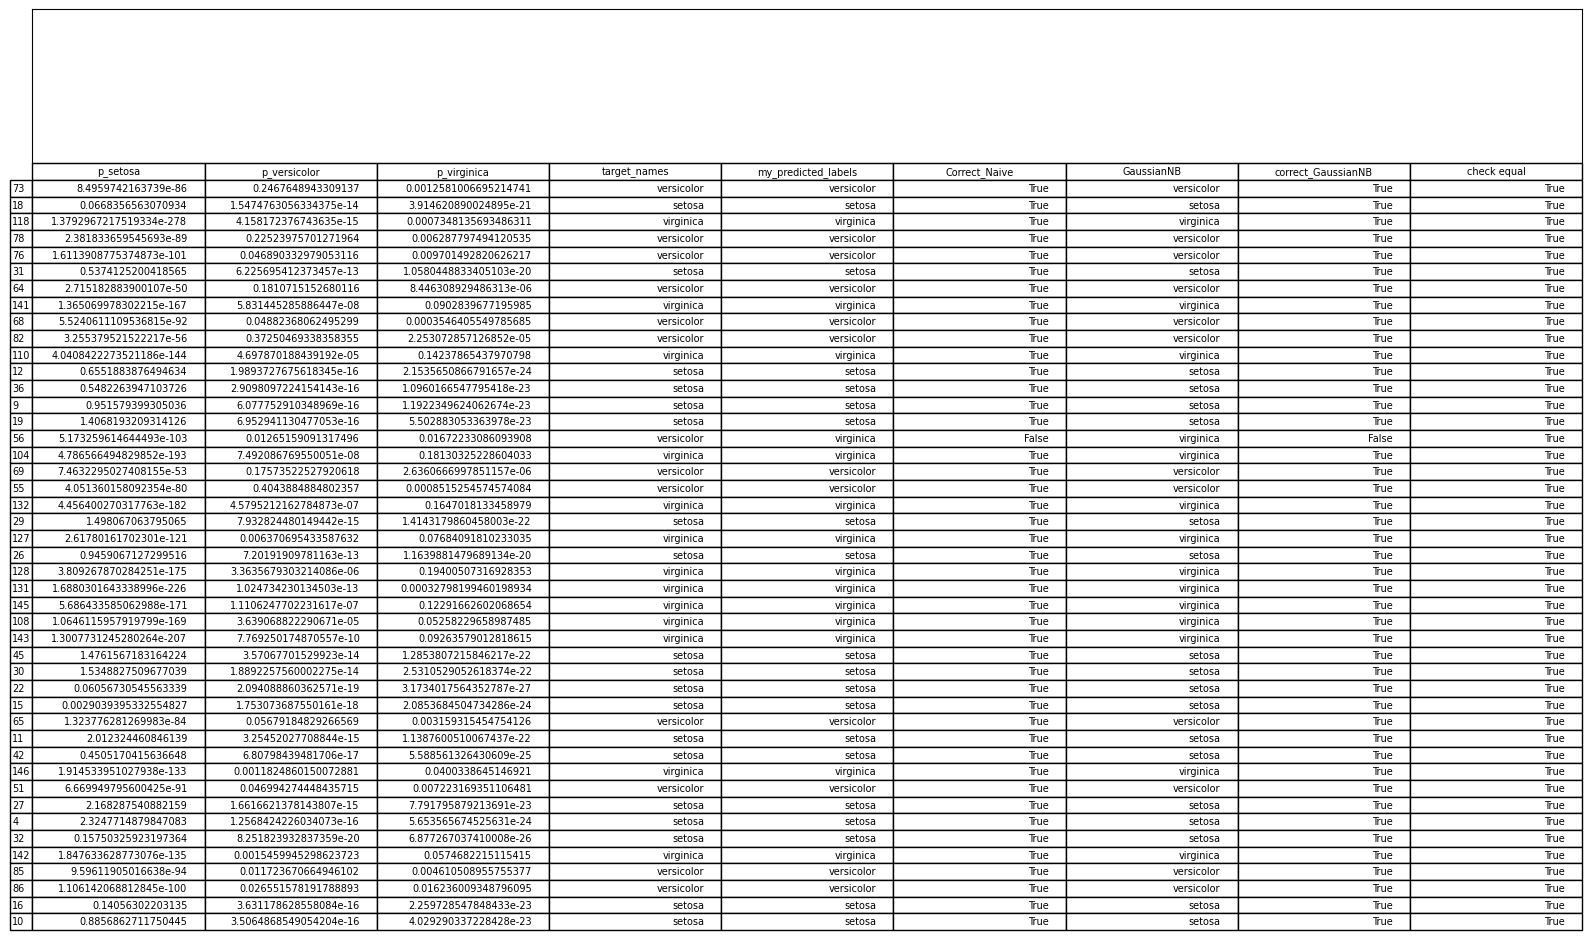 p_setosa p_versicolor p_virginica target_names my_predicted_labels Correct_Naive GaussianNB correct_GaussianNB check equal
73 8.4959742163739e-86 0.2467648943309137 0.0012581006695214741 versicolor versicolor True versicolor True True
18 0.0668356563070934 1.5474763056334375e-14 3.914620890024895e-21 setosa setosa True setosa True True
118 1.3792967217519334e-278 4.158172376743635e-15 0.0007348135693486311 virginica virginica True virginica True True
78 2.381833659545693e-89 0.22523975701271964 0.006287797494120535 versicolor versicolor True versicolor True True
76 1.6113908775374873e-101 0.046890332979053116 0.009701492820626217 versicolor versicolor True versicolor True True
31 0.5374125200418565 6.225695412373457e-13 1.0580448833405103e-20 setosa setosa True setosa True True
64 2.715182883900107e-50 0.1810715152680116 8.446308929486313e-06 versicolor versicolor True versicolor True True
141 1.365069978302215e-167 5.831445285886447e-08 0.0902839677195985 virginica virginica True virginica True True
68 5.5240611109536815e-92 0.04882368062495299 0.0003546405549785685 versicolor versicolor True versicolor True True
82 3.255379521522217e-56 0.37250469338358355 2.253072857126852e-05 versicolor versicolor True versicolor True True
110 4.0408422273521186e-144 4.697870188439192e-05 0.14237865437970798 virginica virginica True virginica True True
12 0.6551883876494634 1.9893727675618345e-16 2.1535650866791657e-24 setosa setosa True setosa True True
36 0.5482263947103726 2.9098097224154143e-16 1.0960166547795418e-23 setosa setosa True setosa True True
9 0.951579399305036 6.077752910348969e-16 1.1922349624062674e-23 setosa setosa True setosa True True
19 1.4068193209314126 6.952941130477053e-16 5.502883053363978e-23 setosa setosa True setosa True True
56 5.173259614644493e-103 0.01265159091317496 0.01672233086093908 versicolor virginica False virginica False True
104 4.786566494829852e-193 7.492086769550051e-08 0.18130325228604033 virginica virginica True virginica True True
69 7.4632295027408155e-53 0.17573522527920618 2.6360666997851157e-06 versicolor versicolor True versicolor True True
55 4.051360158092354e-80 0.4043884884802357 0.0008515254574574084 versicolor versicolor True versicolor True True
132 4.456400270317763e-182 4.5795212162784873e-07 0.1647018133458979 virginica virginica True virginica True True
29 1.498067063795065 7.932824480149442e-15 1.4143179860458003e-22 setosa setosa True setosa True True
127 2.61780161702301e-121 0.006370695433587632 0.07684091810233035 virginica virginica True virginica True True
26 0.9459067127299516 7.20191909781163e-13 1.1639881479689134e-20 setosa setosa True setosa True True
128 3.809267870284251e-175 3.3635679303214086e-06 0.19400507316928353 virginica virginica True virginica True True
131 1.6880301643338996e-226 1.024734230134503e-13 0.00032798199460198934 virginica virginica True virginica True True
145 5.686433585062988e-171 1.1106247702231617e-07 0.12291662602068654 virginica virginica True virginica True True
108 1.0646115957919799e-169 3.639068822290671e-05 0.05258229658987485 virginica virginica True virginica True True
143 1.3007731245280264e-207 7.769250174870557e-10 0.09263579012818615 virginica virginica True virginica True True
45 1.4761567183164224 3.57067701529923e-14 1.2853807215846217e-22 setosa setosa True setosa True True
30 1.5348827509677039 1.8892257560002275e-14 2.5310529052618374e-22 setosa setosa True setosa True True
22 0.06056730545563339 2.094088860362571e-19 3.1734017564352787e-27 setosa setosa True setosa True True
15 0.0029039395332554827 1.753073687550161e-18 2.0853684504734286e-24 setosa setosa True setosa True True
65 1.323776281269983e-84 0.05679184829266569 0.003159315454754126 versicolor versicolor True versicolor True True
11 2.012324460846139 3.25452027708844e-15 1.1387600510067437e-22 setosa setosa True setosa True True
42 0.4505170415636648 6.80798439481706e-17 5.588561326430609e-25 setosa setosa True setosa True True
146 1.914533951027938e-133 0.0011824860150072881 0.0400338645146921 virginica virginica True virginica True True
51 6.669949795600425e-91 0.046994274448435715 0.007223169351106481 versicolor versicolor True versicolor True True
27 2.168287540882159 1.6616621378143807e-15 7.791795879213691e-23 setosa setosa True setosa True True
4 2.3247714879847083 1.2568424226034073e-16 5.653565674525631e-24 setosa setosa True setosa True True
32 0.15750325923197364 8.251823932837359e-20 6.877267037410008e-26 setosa setosa True setosa True True
142 1.847633628773076e-135 0.0015459945298623723 0.0574682215115415 virginica virginica True virginica True True
85 9.59611905016638e-94 0.011723670664946102 0.004610508955755377 versicolor versicolor True versicolor True True
86 1.106142068812845e-100 0.026551578191788893 0.016236009348796095 versicolor versicolor True versicolor True True
16 0.14056302203135 3.631178628558084e-16 2.259728547848433e-23 setosa setosa True setosa True True
10 0.8856862711750445 3.5064868549054204e-16 4.029290337228428e-23 setosa setosa True setosa True True